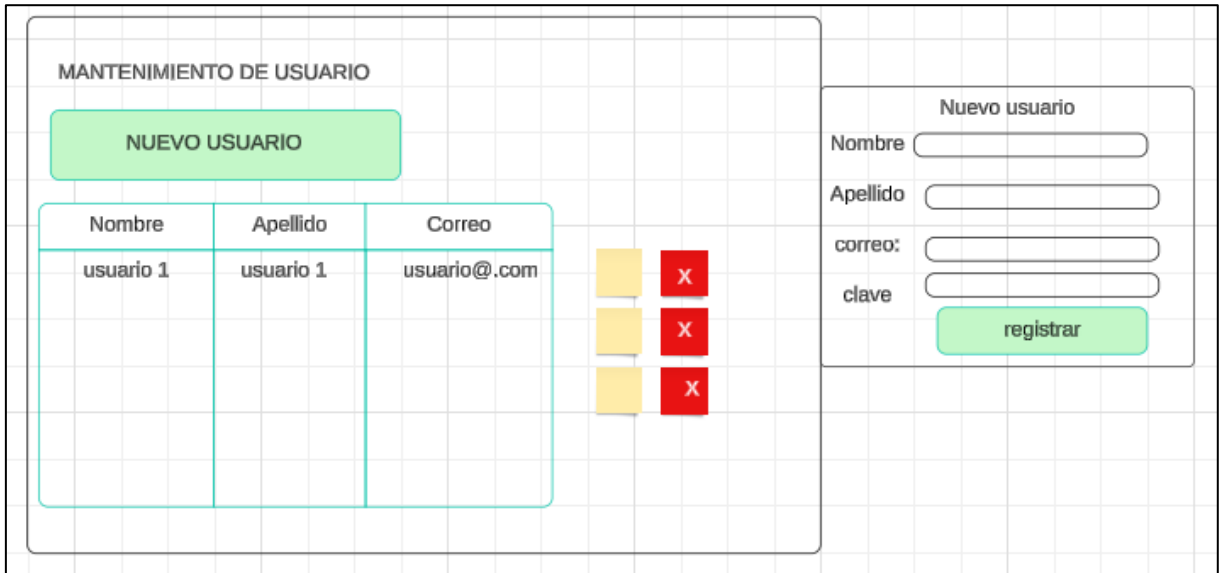 MANTENIMIENTO DE USUARIO
NUEVO USUARIO
Nombre Apellido Correo
usuario 1 usuario 1 usuario@.com
X
X
X
Nuevo usuario
Nombre
Apellido
correo:
clave
registrar